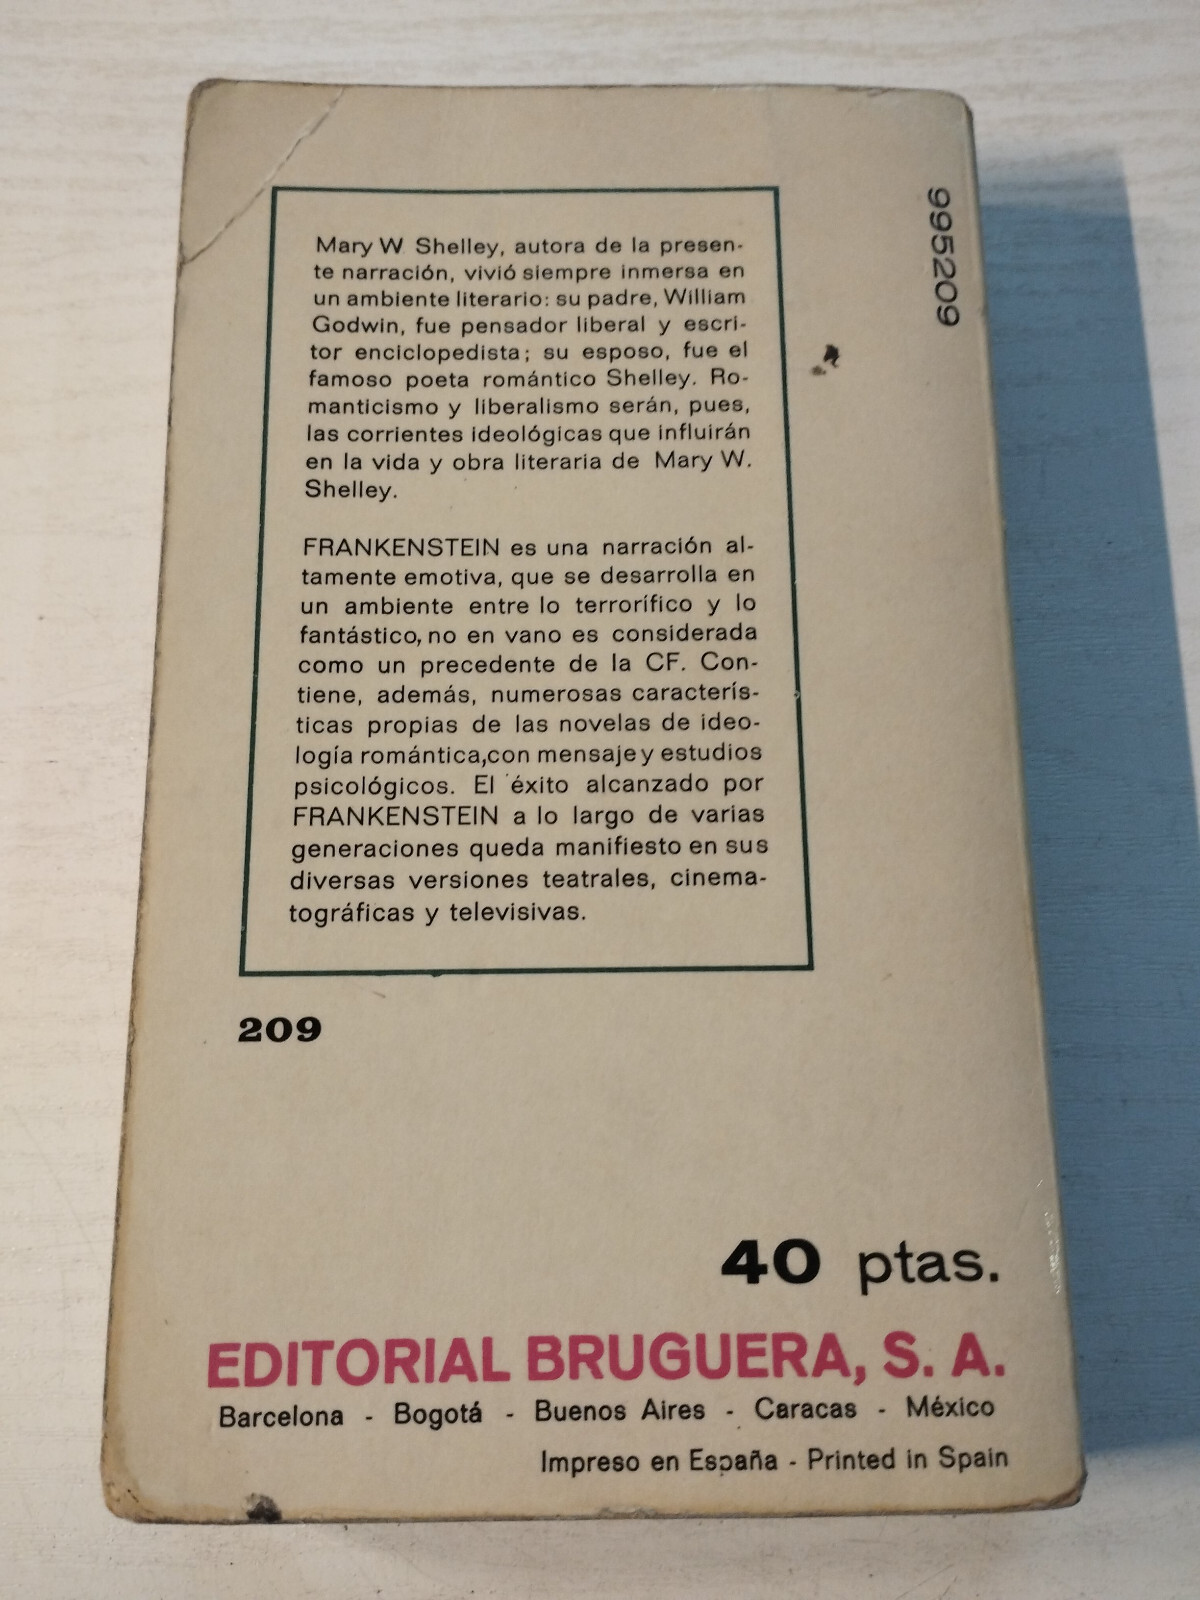 995209
Mary W. Shelley, autora de la presen-
te narración, vivió siempre inmersa en
un ambiente literario: su padre, William
Godwin, fue pensador liberal y escri-
tor enciclopedista; su esposo, fue el
famoso poeta romántico Shelley. Ro-
manticismo y liberalismo serán, pues,
las corrientes ideológicas que influirán
en la vida y obra literaria de Mary W.
Shelley.
FRANKENSTEIN es una narración al-
tamente emotiva, que se desarrolla en
un ambiente entre lo terrorífico y lo
fantástico, no en vano es considerada
como un precedente de la CF. Con-
tiene, además, numerosas caracterís-
ticas propias de las novelas de ideo-
logía romántica,con mensaje y estudios
psicológicos. El éxito alcanzado por
FRANKENSTEIN a lo largo de varias
generaciones queda manifiesto en sus
diversas versiones teatrales, cinema-
tográficas y televisivas.
209
40 ptas.
EDITORIAL BRUGUERA, S. A.
Barcelona - Bogotá - Buenos Aires - Caracas - México
Impreso en España - Printed in Spain